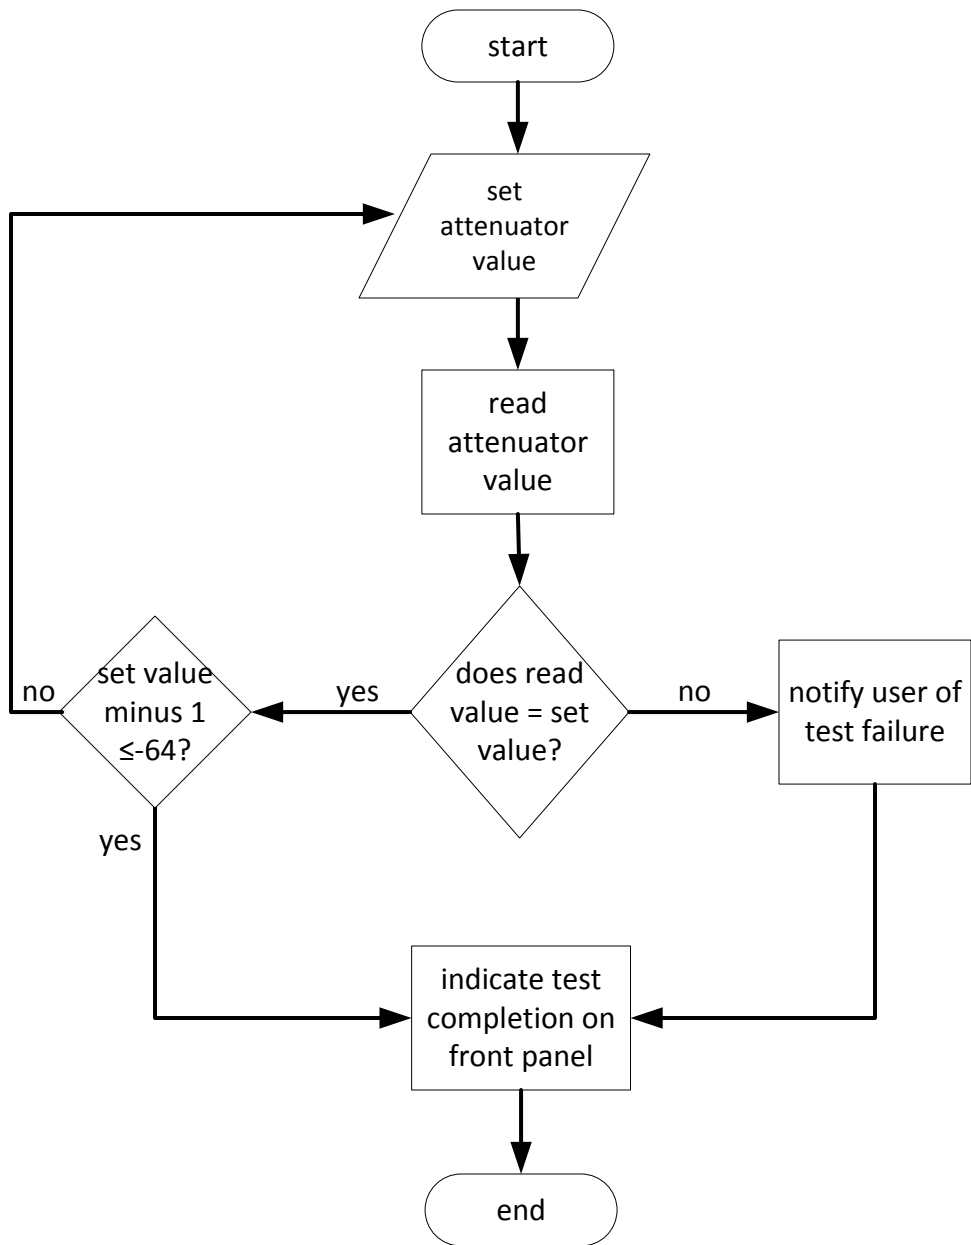 start
set
attenuator
value
read
attenuator
value
does read
value = set
value?
yes
no
set value
minus 1
≤-64?
no
yes
notify user of
test failure
indicate test
completion on
front panel
end